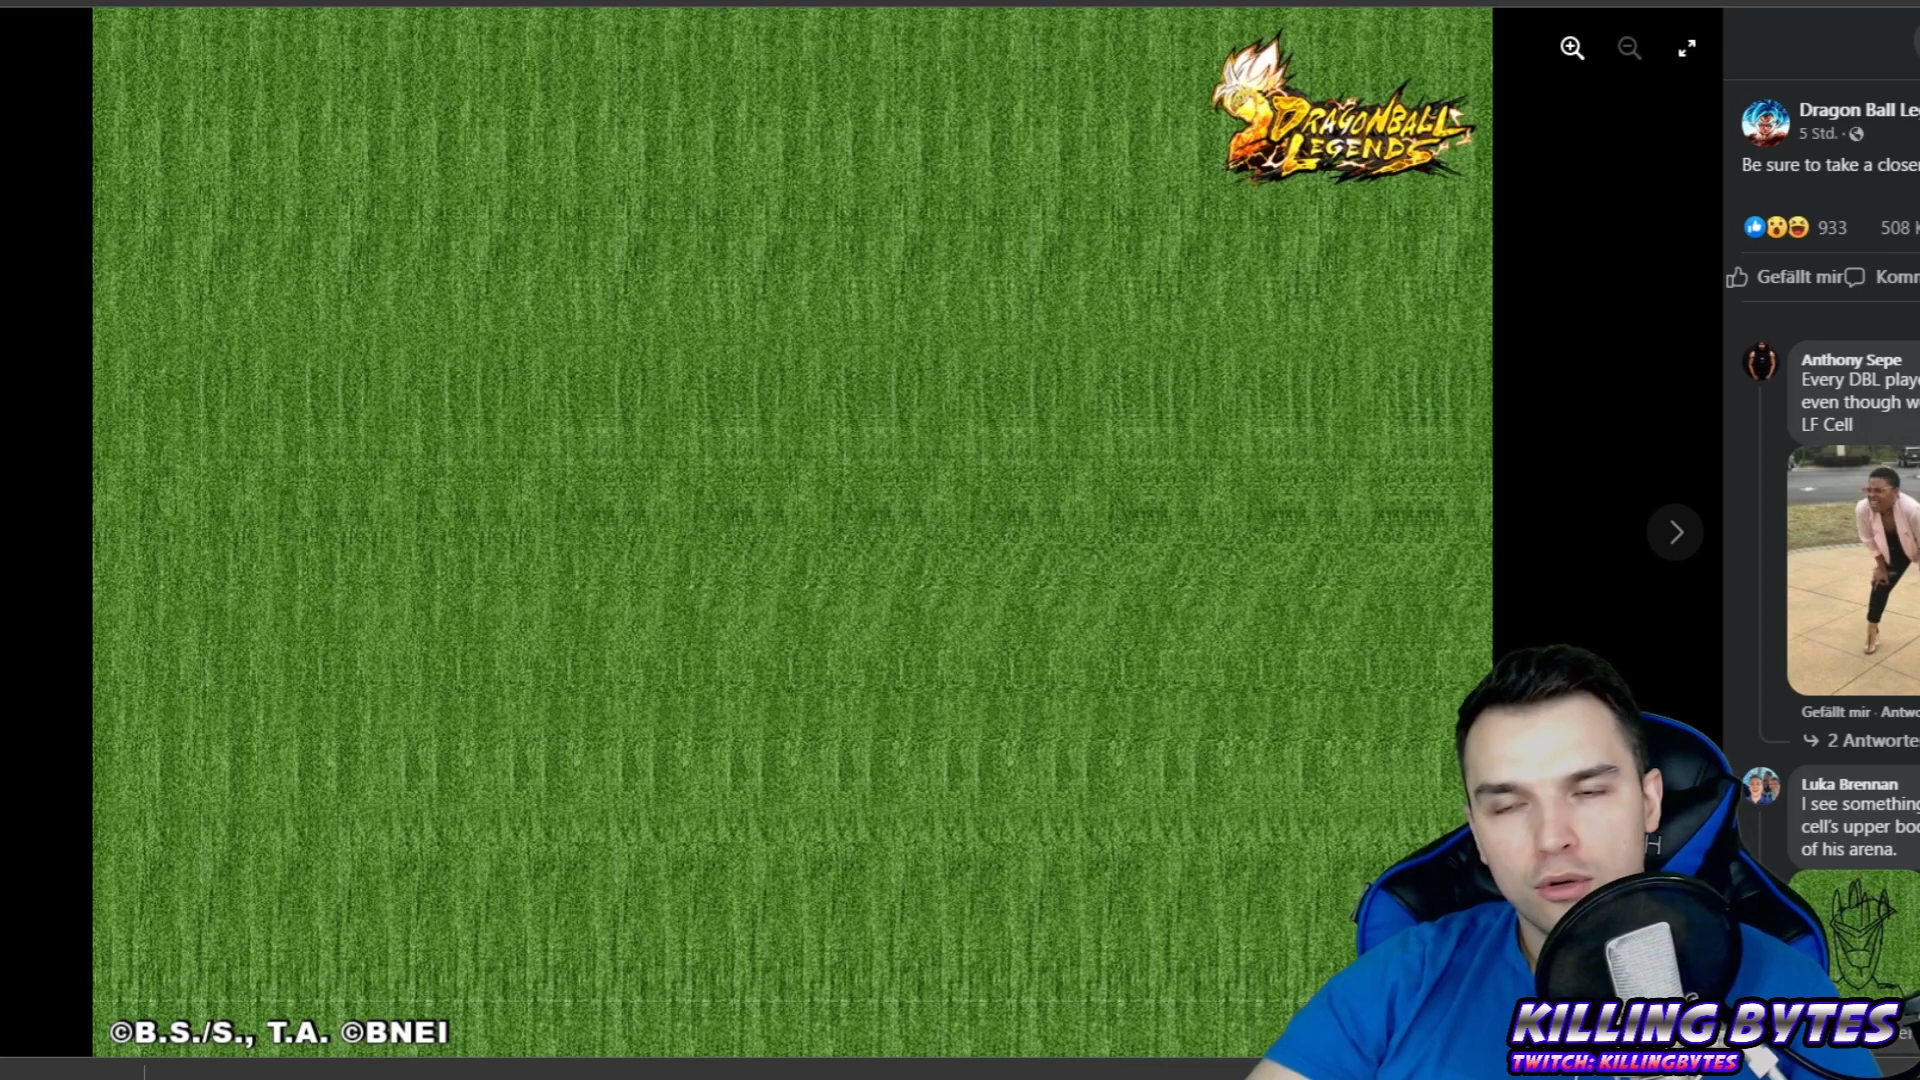 DRAGONBALL
LEGENDS
Dragon Ball Le
5 Std. ·
Be sure to take a closer
933
508 K
Gefällt mir
Komm
Anthony Sepe
Every DBL playe
even though we
LF Cell
Gefällt mir · Antwo
2 Antworte
Luka Brennan
I see something
cell's upper bod
of his arena.
©B.S./S., T.A. ©BNEI
KILLING BYTES
TWITCH: KILLINGBYTES